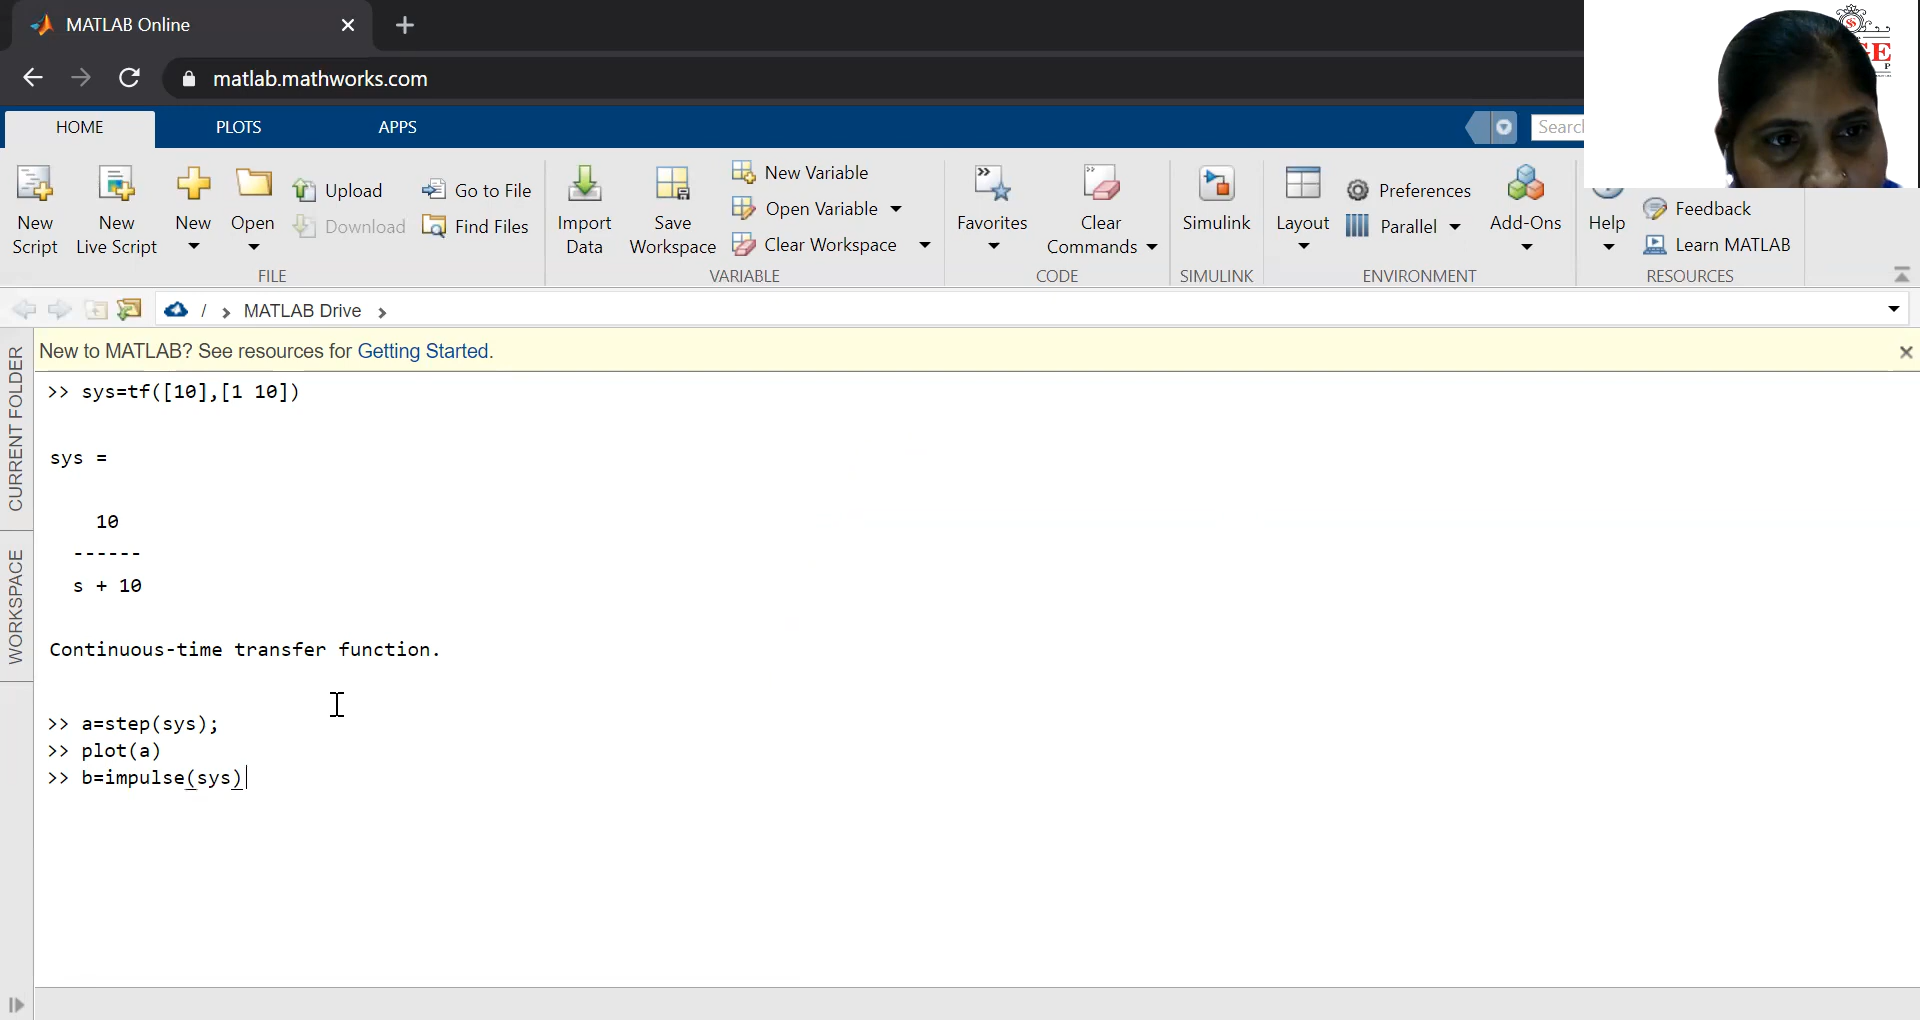 MATLAB Online
matlab.mathworks.com
HOME
PLOTS
APPS
Searc
New
Script
New
Live Script
New
Open
Upload
Download
Go to File
Find Files
FILE
Import
Data
Save
Workspace
New Variable
Open Variable
Clear Workspace
VARIABLE
Favorites
Clear
Commands
CODE
Simulink
SIMULINK
Layout
Preferences
Parallel
Add-Ons
ENVIRONMENT
Help
Feedback
Learn MATLAB
RESOURCES
/ > MATLAB Drive >
New to MATLAB? See resources for Getting Started.
CURRENT FOLDER
WORKSPACE
>> sys=tf([10],[1 10])
sys =
10
------
s + 10
Continuous-time transfer function.
>> a=step(sys);
>> plot(a)
>> b=impulse(sys)
GE
P